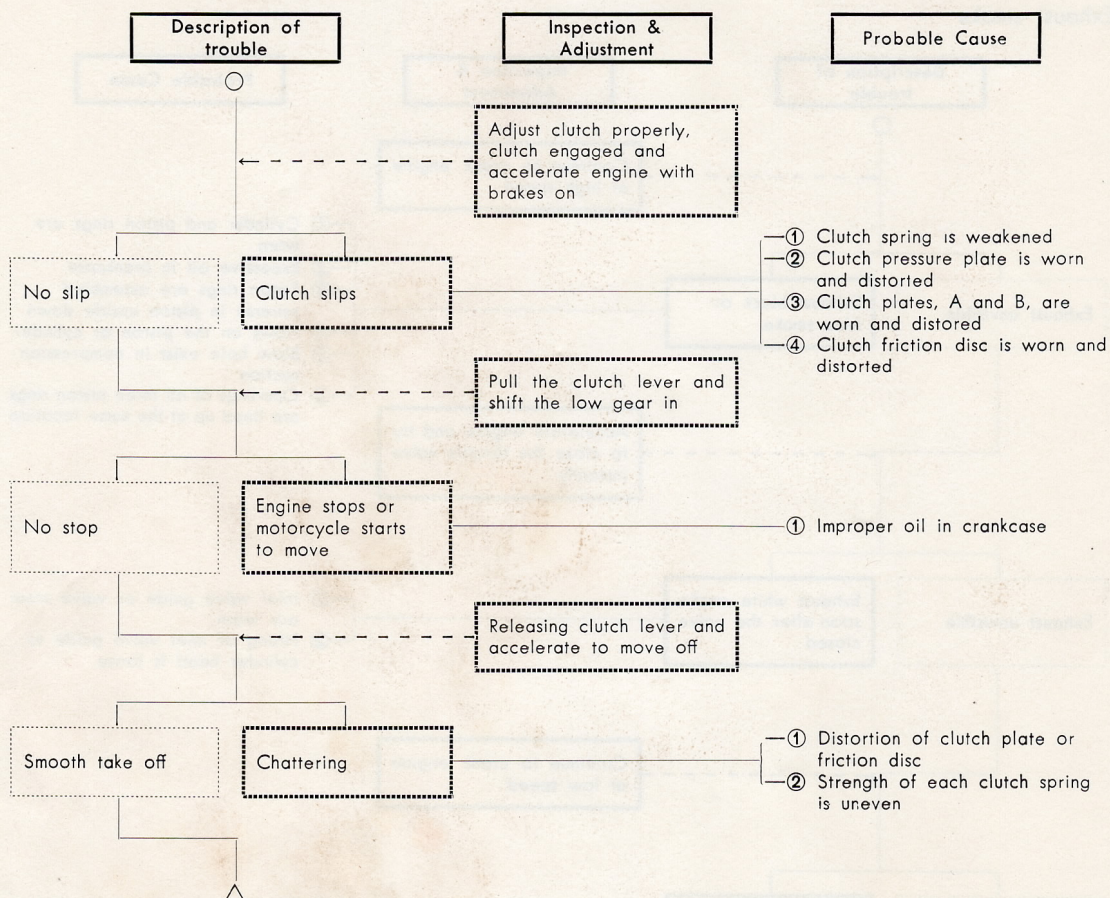 Description of
trouble
Inspection &
Adjustment
Probable Cause
Adjust clutch properly,
clutch engaged and
accelerate engine with
brakes on
No slip
Clutch slips
① Clutch spring is weakened
② Clutch pressure plate is worn
and distorted
③ Clutch plates, A and B, are
worn and distored
④ Clutch friction disc is worn and
distorted
Pull the clutch lever and
shift the low gear in
No stop
Engine stops or
motorcycle starts
to move
① Improper oil in crankcase
Releasing clutch lever and
accelerate to move off
Smooth take off
Chattering
① Distortion of clutch plate or
friction disc
② Strength of each clutch spring
is uneven